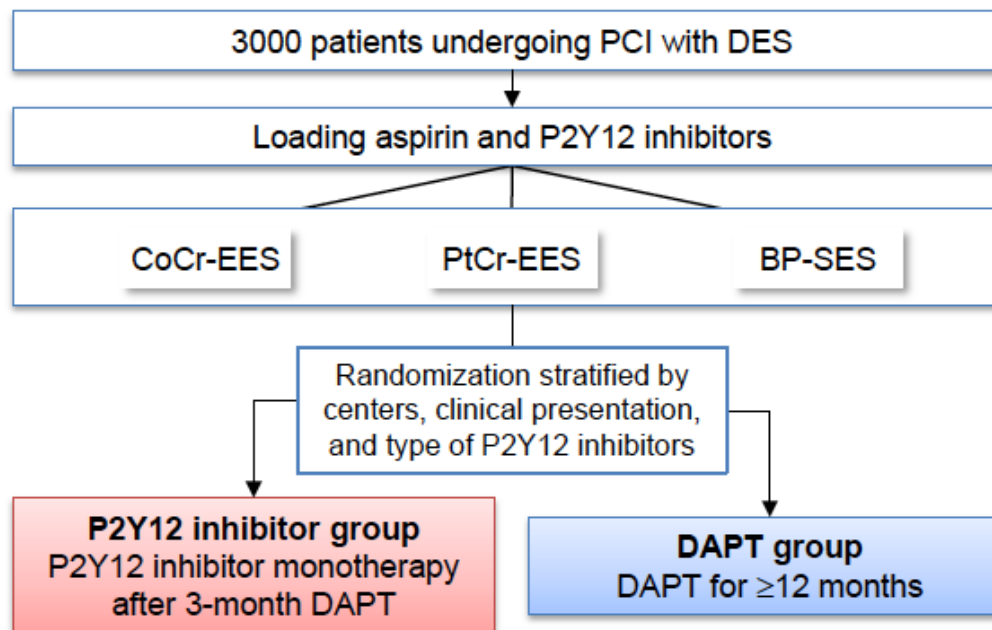 3000 patients undergoing PCI with DES
Loading aspirin and P2Y12 inhibitors
CoCr-EES
PtCr-EES
BP-SES
Randomization stratified by
centers, clinical presentation,
and type of P2Y12 inhibitors
P2Y12 inhibitor group
P2Y12 inhibitor monotherapy
after 3-month DAPT
DAPT group
DAPT for ≥12 months